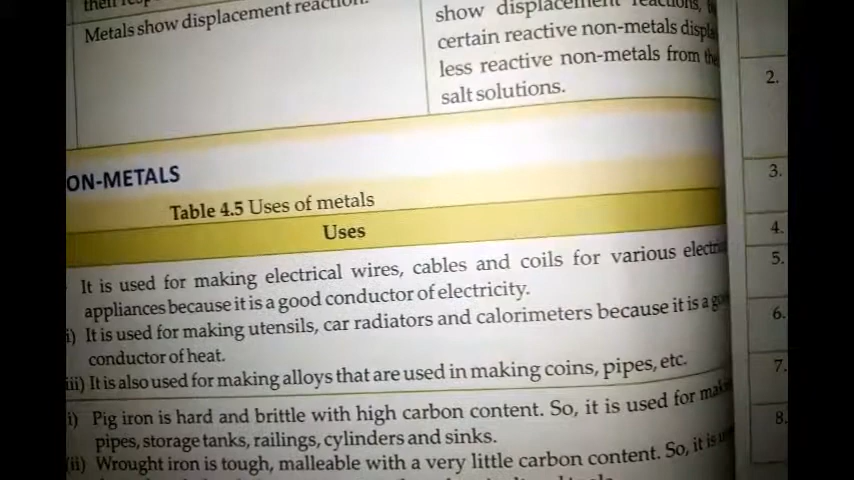 Metals show displacement reaction.
show displacement reactions,
certain reactive non-metals
less reactive non-metals from the
salt solutions.
2.
3.
4.
5.
6.
7.
8.
ON-METALS
Table 4.5 Uses of metals
Uses
It is used for making electrical wires, cables and coils for various
appliances because it is a good conductor of electricity.
i) It is used for making utensils, car radiators and calorimeters because it is a
conductor of heat.
iii) It is also used for making alloys that are used in making coins, pipes, etc.
i) Pig iron is hard and brittle with high carbon content. So, it is used for
pipes, storage tanks, railings, cylinders and sinks.
(ii) Wrought iron is tough, malleable with a very little carbon content. So, it is